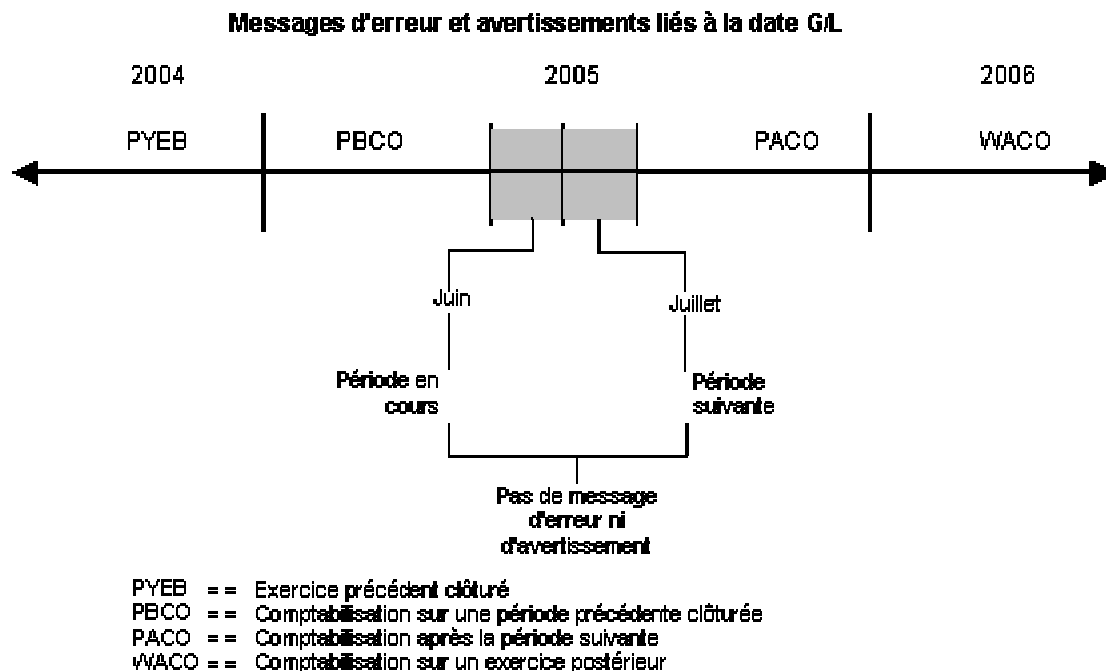 Messages d'erreur et avertissements liés à la date G/L
2004 2005 2006
PYEB PBCO PACO WACO
Juin Juillet
Période en cours
Période suivante
Pas de message
d'erreur ni
d'avertissement
PYEB == Exercice précédent clôturé
PBCO == Comptabilisation sur une période précédente clôturée
PACO == Comptabilisation après la période suivante
WACO == Comptabilisation sur un exercice postérieur